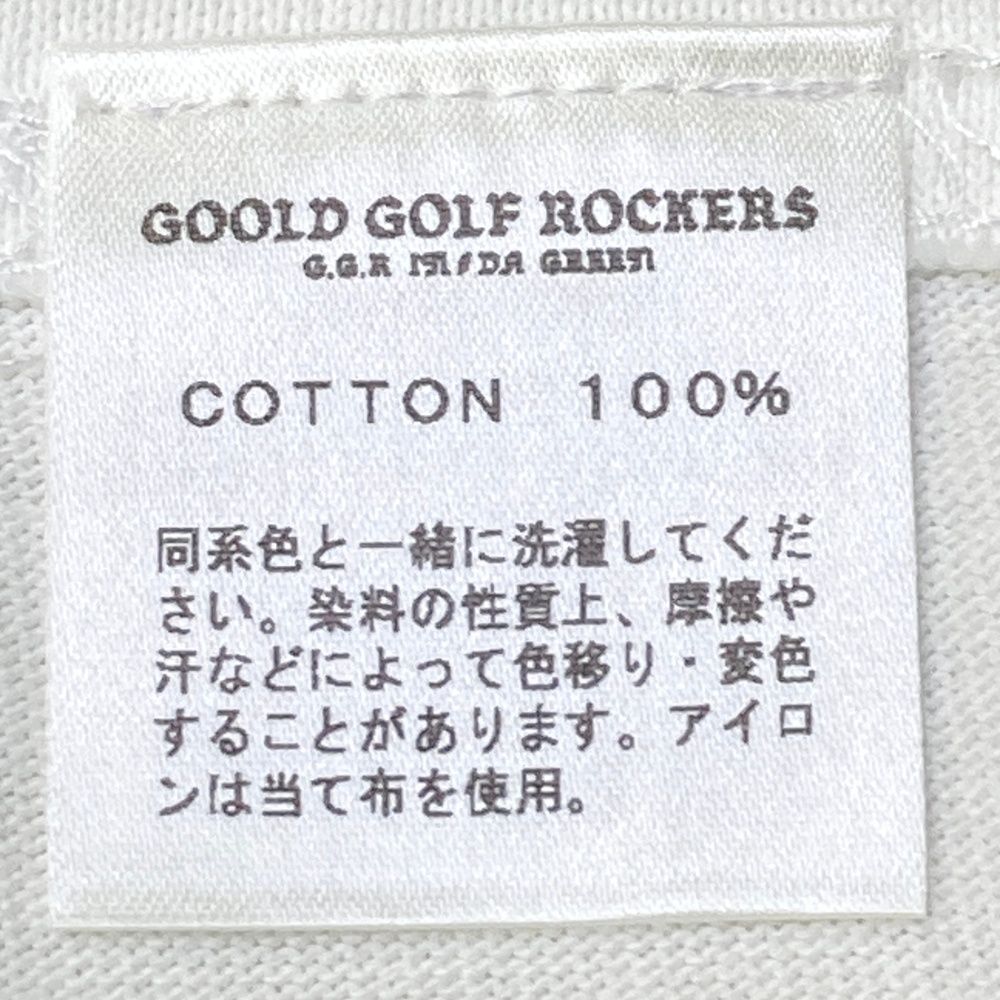 GOOLD GOLF ROCKERS
G.G.R
COTTON 100%
同系色と一緒に洗濯してくだ
さい。染料の性質上、摩擦や
汗などによって色移り・変色
することがあります。アイロ
ンは当て布を使用。